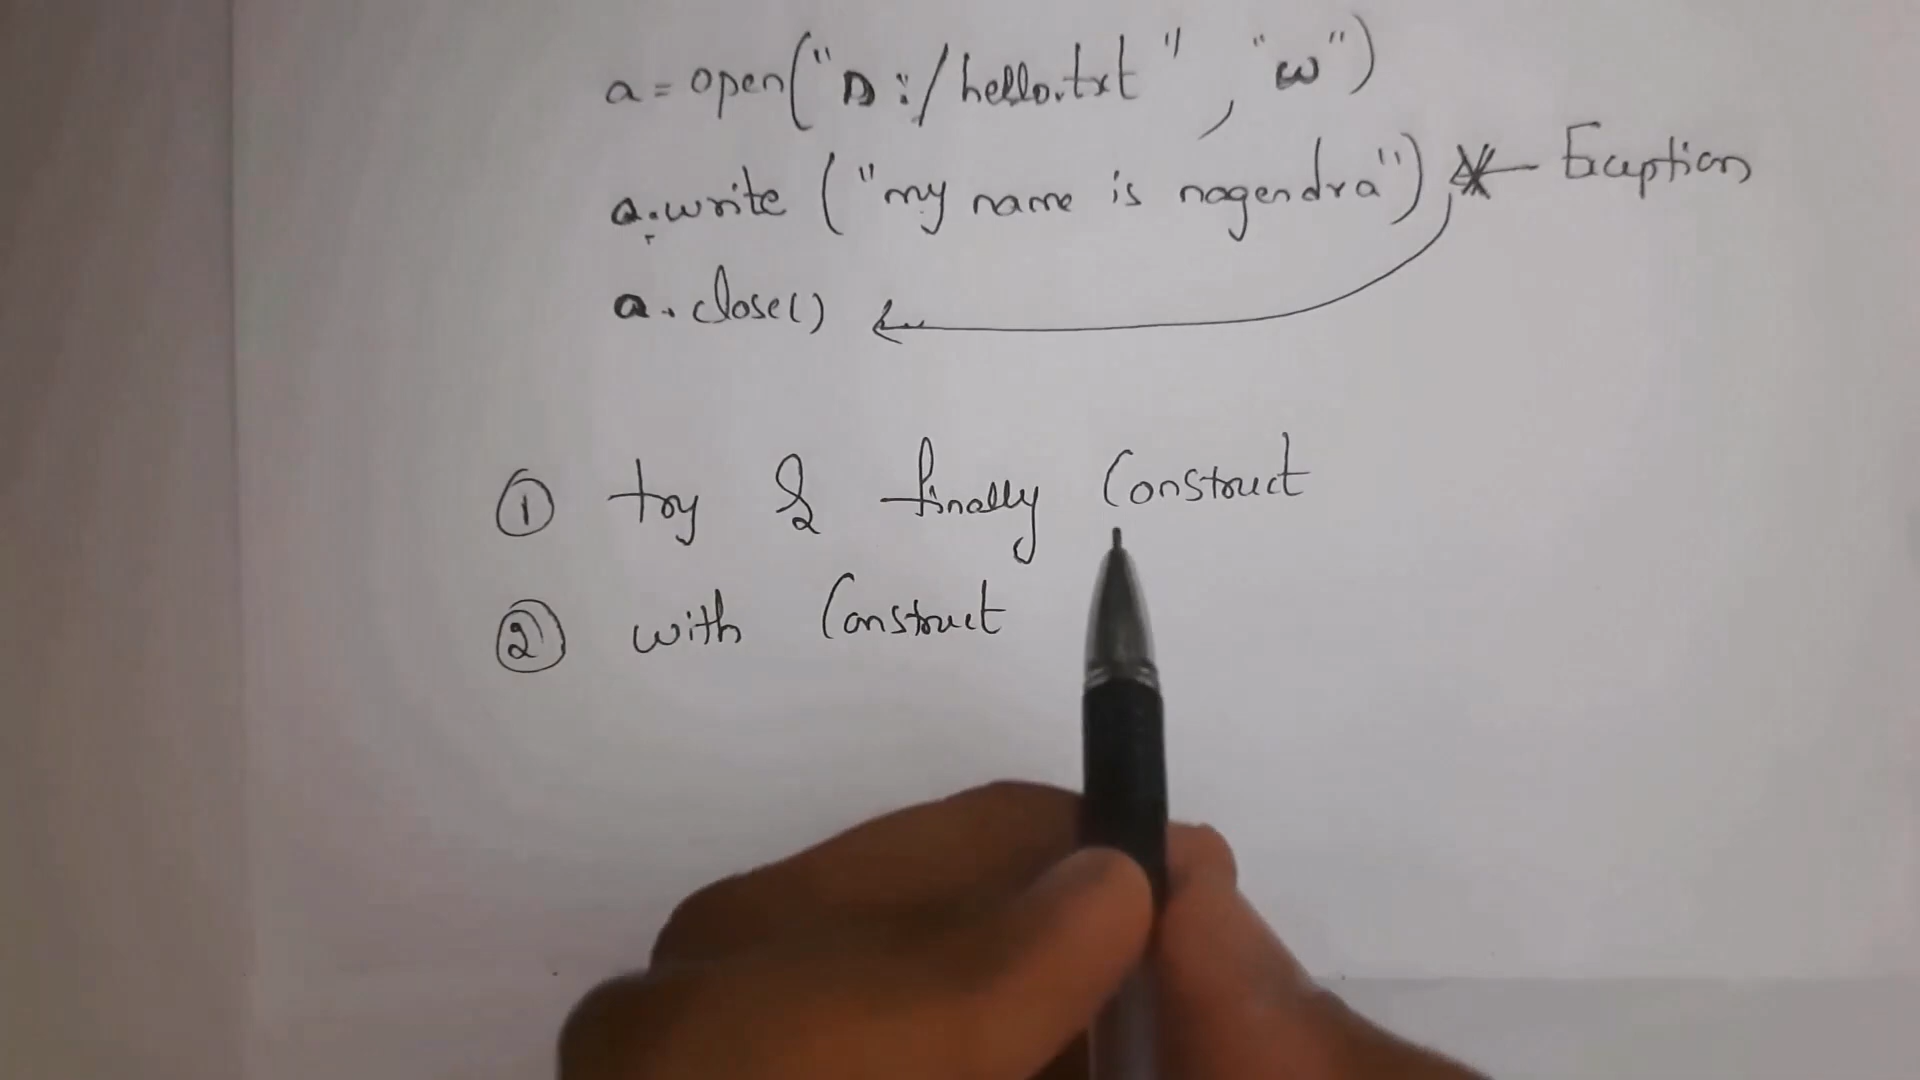 a = open("D:/hello.txt", "w")
a.write ("my name is nagendra") ← Exception
a.close() ←
① try & finally Construct
② with Construct